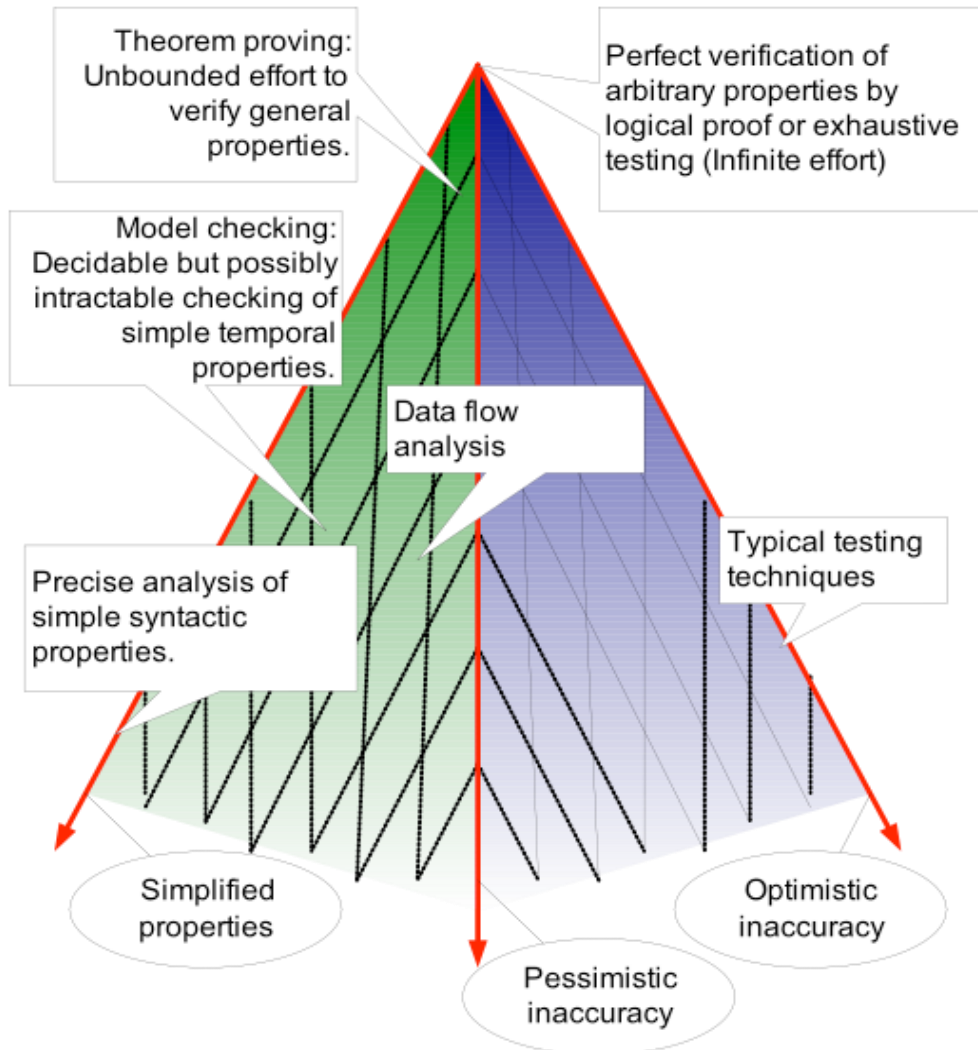 Theorem proving:
Unbounded effort to
verify general
properties.
Perfect verification of
arbitrary properties by
logical proof or exhaustive
testing (Infinite effort)
Model checking:
Decidable but possibly
intractable checking of
simple temporal
properties.
Data flow
analysis
Typical testing
techniques
Precise analysis of
simple syntactic
properties.
Simplified
properties
Optimistic
inaccuracy
Pessimistic
inaccuracy